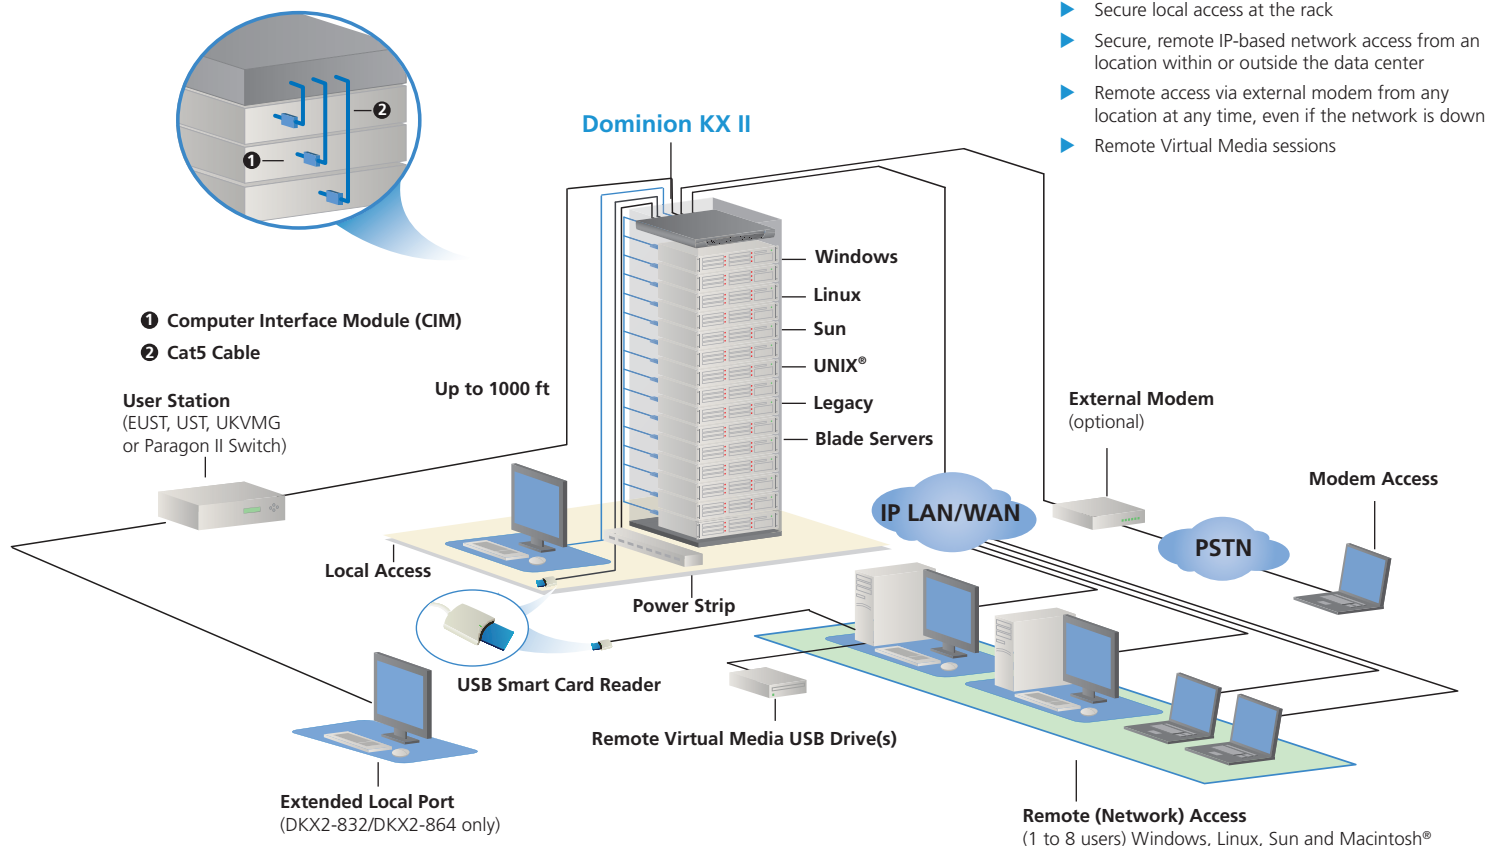 Secure local access at the rack
Secure, remote IP-based network access from an
location within or outside the data center
Remote access via external modem from any
location at any time, even if the network is down
Remote Virtual Media sessions
Dominion KX II
2
1
Windows
Linux
Sun
UNIX®
Legacy
Blade Servers
1 Computer Interface Module (CIM)
2 Cat5 Cable
Up to 1000 ft
User Station
(EUST, UST, UKVMG
or Paragon II Switch)
External Modem
(optional)
Modem Access
IP LAN/WAN
PSTN
Local Access
Power Strip
USB Smart Card Reader
Remote Virtual Media USB Drive(s)
Extended Local Port
(DKX2-832/DKX2-864 only)
Remote (Network) Access
(1 to 8 users) Windows, Linux, Sun and Macintosh®